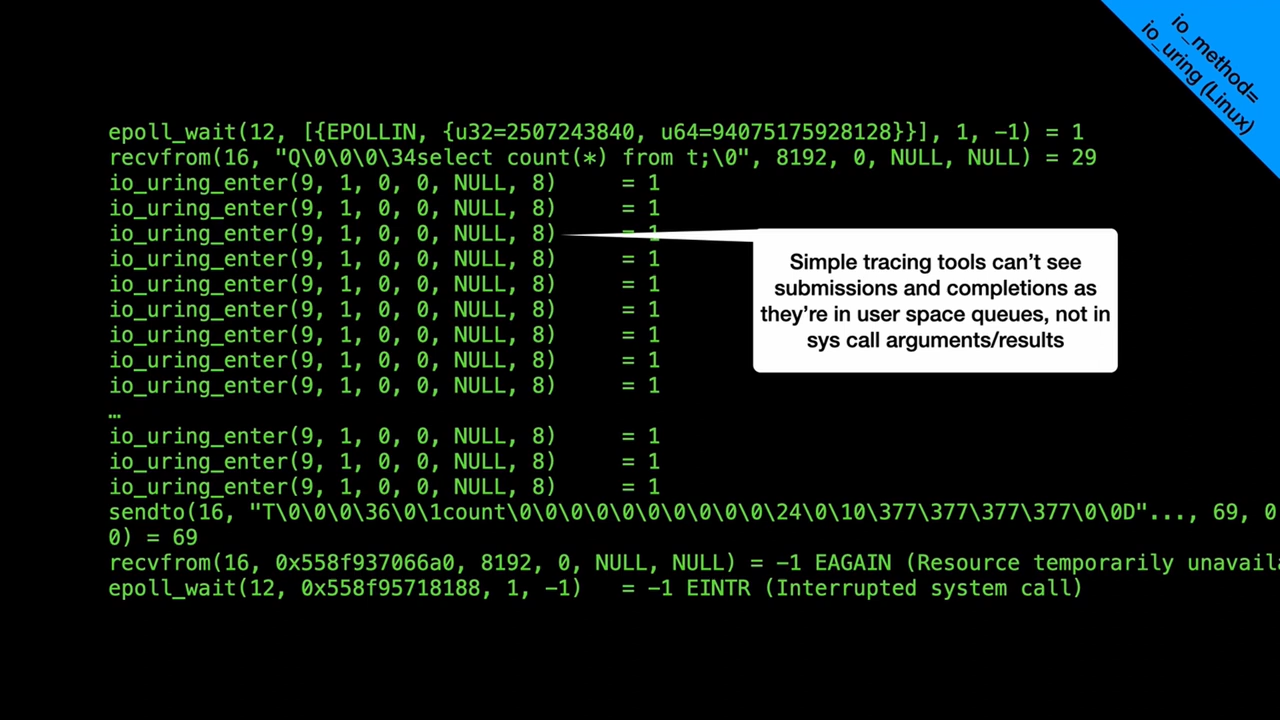 io_method=
io_uring (Linux)
epoll_wait(12, [{EPOLLIN, {u32=2507243840, u64=94075175928128}}], 1, -1) = 1
recvfrom(16, "Q\0\0\0\34select count(*) from t;\0", 8192, 0, NULL, NULL) = 29
io_uring_enter(9, 1, 0, 0, NULL, 8) = 1
io_uring_enter(9, 1, 0, 0, NULL, 8) = 1
io_uring_enter(9, 1, 0, 0, NULL, 8) = 1
io_uring_enter(9, 1, 0, 0, NULL, 8) = 1
io_uring_enter(9, 1, 0, 0, NULL, 8) = 1
io_uring_enter(9, 1, 0, 0, NULL, 8) = 1
io_uring_enter(9, 1, 0, 0, NULL, 8) = 1
io_uring_enter(9, 1, 0, 0, NULL, 8) = 1
io_uring_enter(9, 1, 0, 0, NULL, 8) = 1
…
io_uring_enter(9, 1, 0, 0, NULL, 8) = 1
io_uring_enter(9, 1, 0, 0, NULL, 8) = 1
io_uring_enter(9, 1, 0, 0, NULL, 8) = 1
sendto(16, "T\0\0\0\36\0\1count\0\0\0\0\0\0\0\0\0\24\0\10\377\377\377\377\0\0D"..., 69, 0
0) = 69
recvfrom(16, 0x558f937066a0, 8192, 0, NULL, NULL) = -1 EAGAIN (Resource temporarily unavaila
epoll_wait(12, 0x558f95718188, 1, -1) = -1 EINTR (Interrupted system call)
Simple tracing tools can't see
submissions and completions as
they're in user space queues, not in
sys call arguments/results